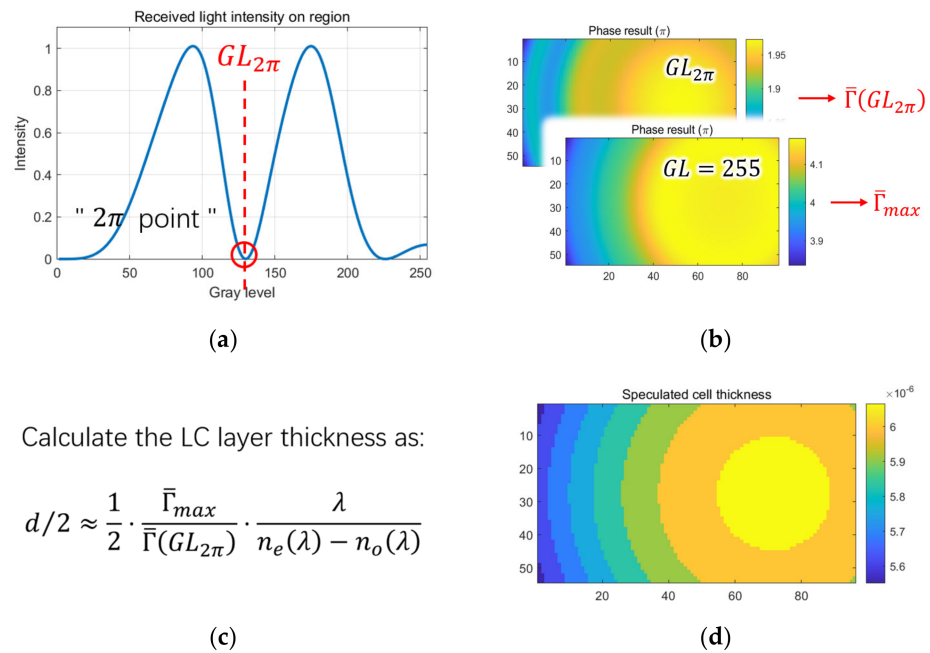 Received light intensity on region
GL2π
Intensity
1
0.8
0.6
0.4
0.2
0
" 2π point "
0 50 100 150 200 250
Gray level
(a)
Phase result (π)
GL2π
10
20
30
40
50
1.95
1.9
Γ̅(GL2π)
Phase result (π)
GL = 255
10
20
30
40
50
20 40 60 80
4.1
4
3.9
Γ̅max
(b)
Calculate the LC layer thickness as:
d/2 ≈ 1/2 · Γ̅max/Γ̅(GL2π) · λ/(ne(λ) − no(λ))
(c)
Speculated cell thickness
×10-6
10
20
30
40
50
20 40 60 80
6
5.9
5.8
5.7
5.6
(d)